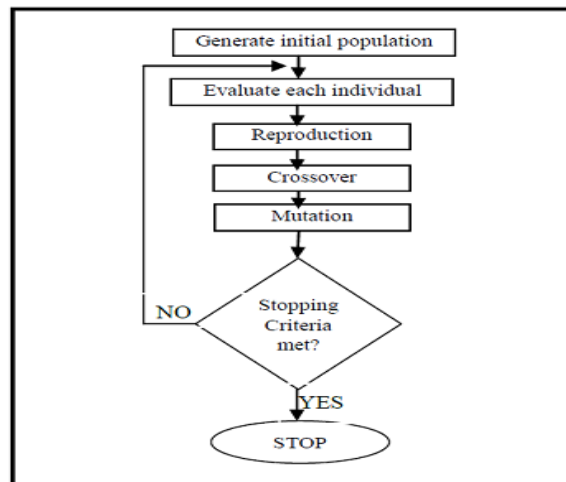 Generate initial population
Evaluate each individual
Reproduction
Crossover
Mutation
Stopping
Criteria
met?
NO
YES
STOP